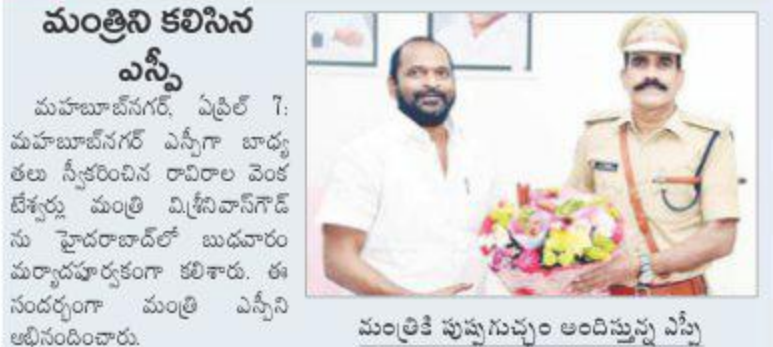 మంత్రిని కలిసిన
ఎస్పీ
మహబూబ్‌నగర్, ఏప్రిల్ 7:
మహబూబ్‌నగర్ ఎస్పీగా బాధ్య
తలు స్వీకరించిన రావిరాల వెంక
టేశ్వర్లు మంత్రి వి.శ్రీనివాస్‌గౌడ్
ను హైదరాబాద్‌లో బుధవారం
మర్యాదపూర్వకంగా కలిశారు. ఈ
సందర్భంగా మంత్రి ఎస్పీని
అభినందించారు.
మంత్రికి పుష్పగుచ్ఛం అందిస్తున్న ఎస్పీ